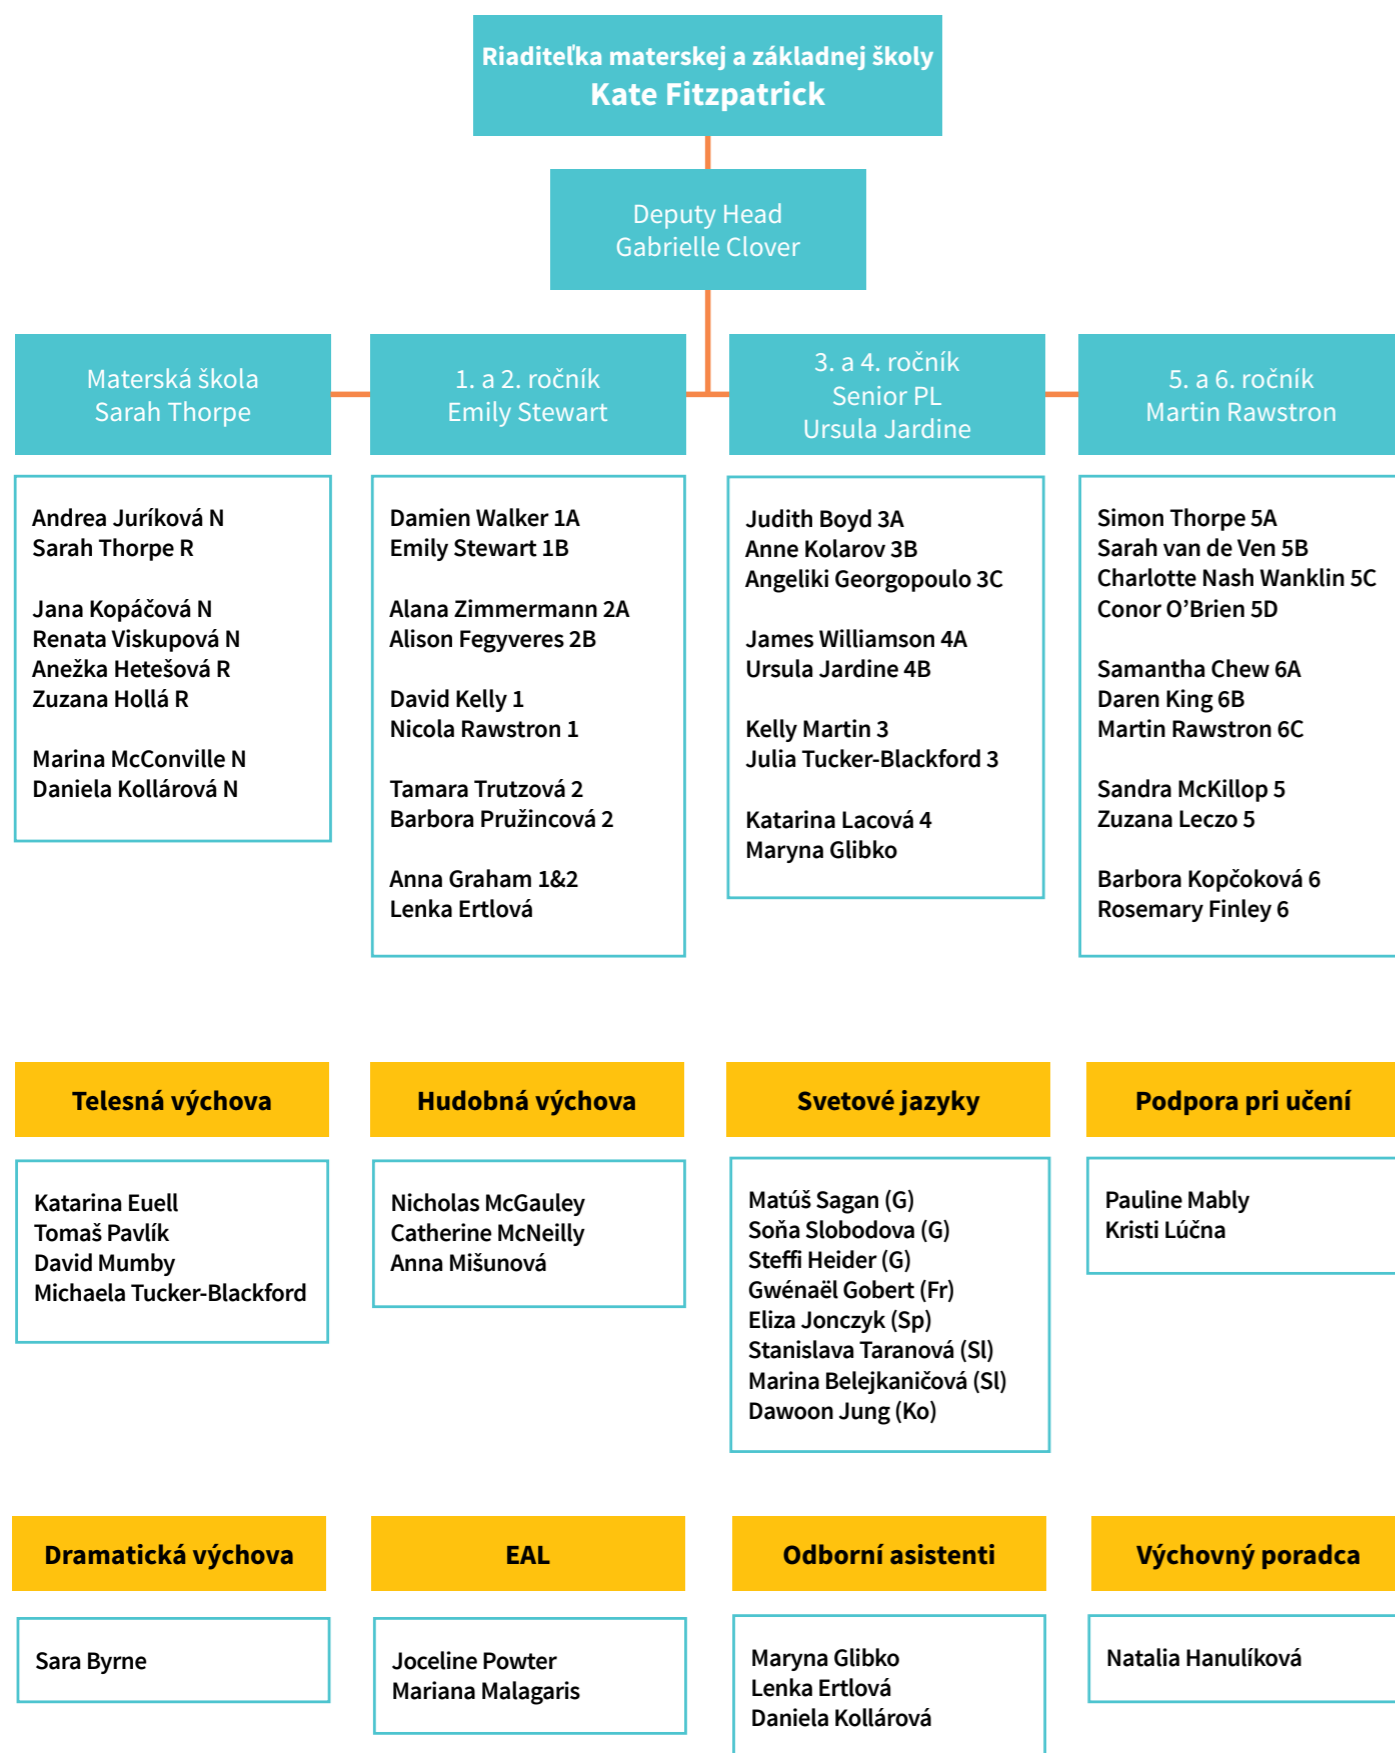 Riaditeľka materskej a základnej školy
Kate Fitzpatrick
Deputy Head
Gabrielle Clover
Materská škola
Sarah Thorpe
1. a 2. ročník
Emily Stewart
3. a 4. ročník
Senior PL
Ursula Jardine
5. a 6. ročník
Martin Rawstron
Andrea Juríková N
Sarah Thorpe R
Jana Kopáčová N
Renata Viskupová N
Anežka Hetešová R
Zuzana Hollá R
Marina McConville N
Daniela Kollárová N
Damien Walker 1A
Emily Stewart 1B
Alana Zimmermann 2A
Alison Fegyveres 2B
David Kelly 1
Nicola Rawstron 1
Tamara Trutzová 2
Barbora Pružincová 2
Anna Graham 1&2
Lenka Ertlová
Judith Boyd 3A
Anne Kolarov 3B
Angeliki Georgopoulo 3C
James Williamson 4A
Ursula Jardine 4B
Kelly Martin 3
Julia Tucker-Blackford 3
Katarina Lacová 4
Maryna Glibko
Simon Thorpe 5A
Sarah van de Ven 5B
Charlotte Nash Wanklin 5C
Conor O’Brien 5D
Samantha Chew 6A
Daren King 6B
Martin Rawstron 6C
Sandra McKillop 5
Zuzana Leczo 5
Barbora Kopčoková 6
Rosemary Finley 6
Telesná výchova
Katarina Euell
Tomaš Pavlík
David Mumby
Michaela Tucker-Blackford
Hudobná výchova
Nicholas McGauley
Catherine McNeilly
Anna Mišunová
Svetové jazyky
Matúš Sagan (G)
Soňa Slobodova (G)
Steffi Heider (G)
Gwénaël Gobert (Fr)
Eliza Jonczyk (Sp)
Stanislava Taranová (Sl)
Marina Belejkaničová (Sl)
Dawoon Jung (Ko)
Podpora pri učení
Pauline Mably
Kristi Lúčna
Dramatická výchova
Sara Byrne
EAL
Joceline Powter
Mariana Malagaris
Odborní asistenti
Maryna Glibko
Lenka Ertlová
Daniela Kollárová
Výchovný poradca
Natalia Hanulíková